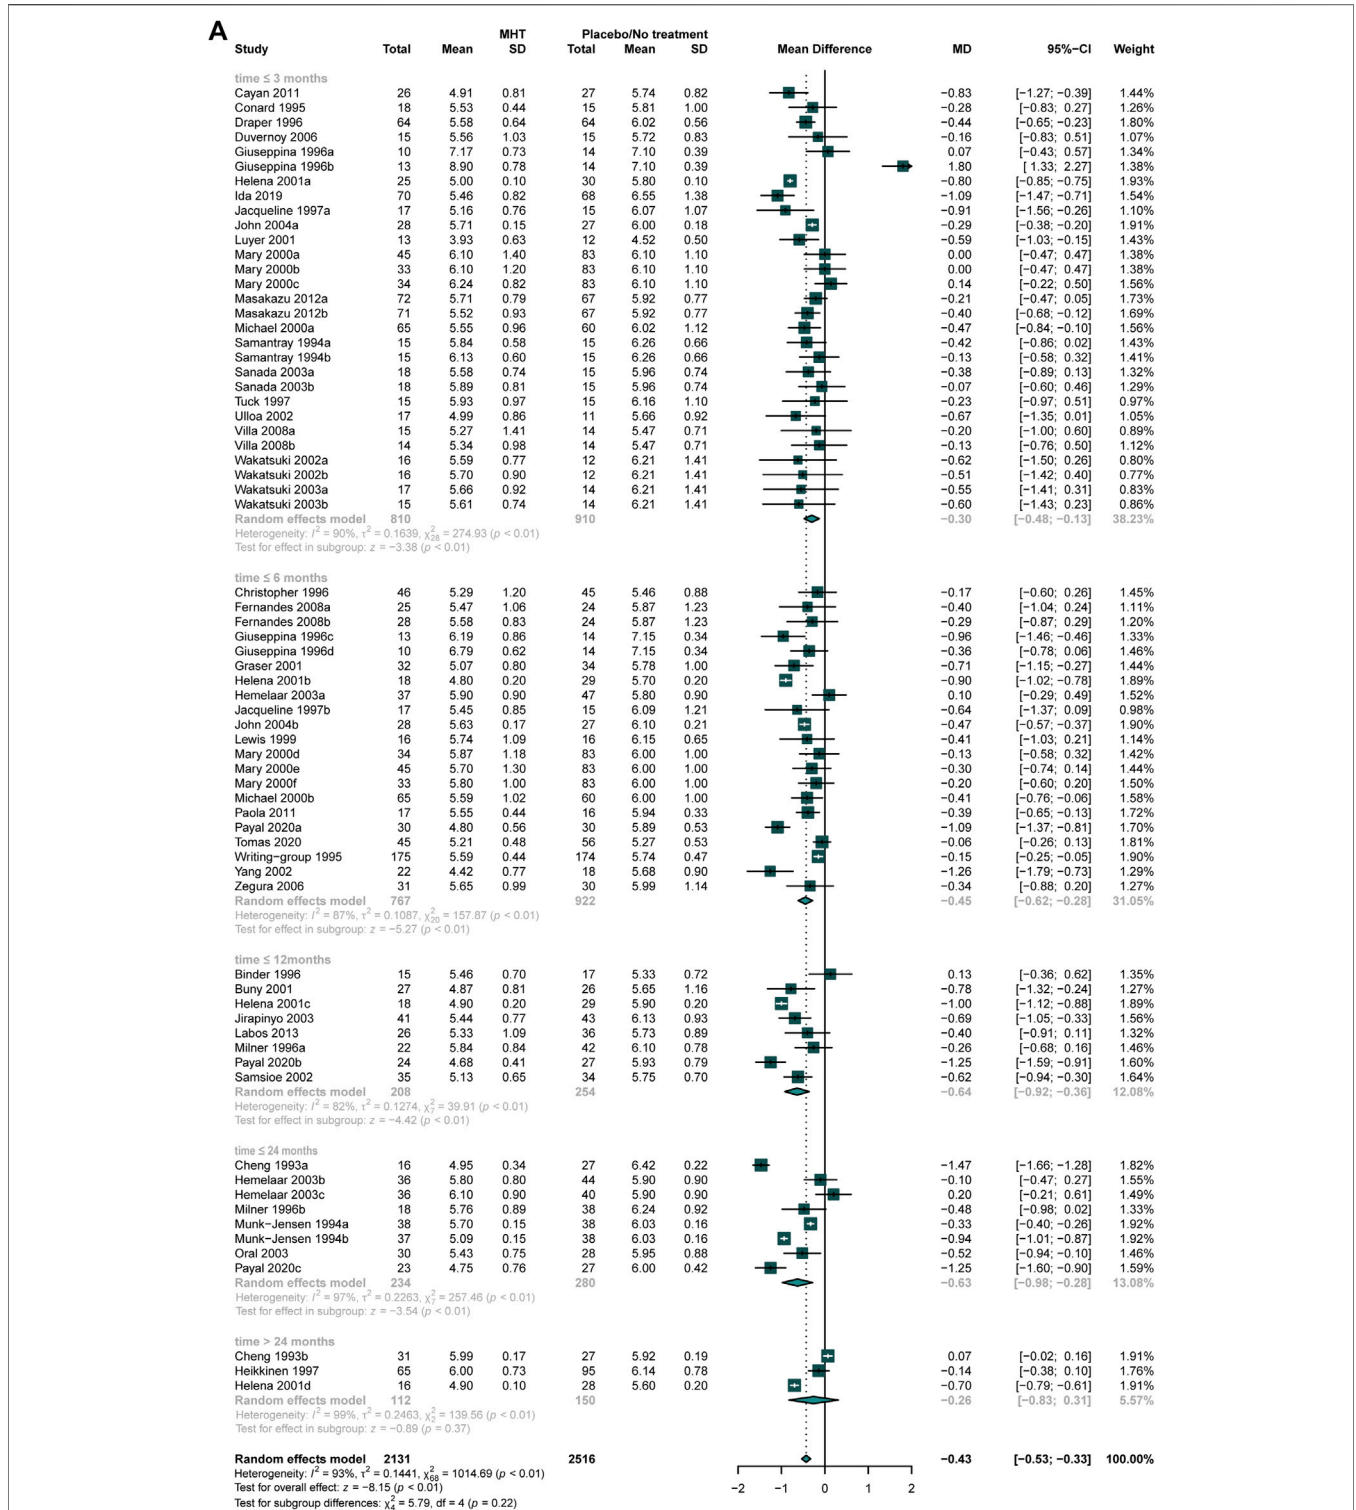 A
MHT Placebo/No treatment
Study Total Mean SD Total Mean SD Mean Difference MD 95%−CI Weight
time ≤ 3 months
Cayan 2011 26 4.91 0.81 27 5.74 0.82 −0.83 [−1.27; −0.39] 1.44%
Conard 1995 18 5.53 0.44 15 5.81 1.00 −0.28 [−0.83; 0.27] 1.26%
Draper 1996 64 5.58 0.64 64 6.02 0.56 −0.44 [−0.65; −0.23] 1.80%
Duvernoy 2006 15 5.56 1.03 15 5.72 0.83 −0.16 [−0.83; 0.51] 1.07%
Giuseppina 1996a 10 7.17 0.73 14 7.10 0.39 0.07 [−0.43; 0.57] 1.34%
Giuseppina 1996b 13 8.90 0.78 14 7.10 0.39 1.80 [ 1.33; 2.27] 1.38%
Helena 2001a 25 5.00 0.10 30 5.80 0.10 −0.80 [−0.85; −0.75] 1.93%
Ida 2019 70 5.46 0.82 68 6.55 1.38 −1.09 [−1.47; −0.71] 1.54%
Jacqueline 1997a 17 5.16 0.76 15 6.07 1.07 −0.91 [−1.56; −0.26] 1.10%
John 2004a 28 5.71 0.15 27 6.00 0.18 −0.29 [−0.38; −0.20] 1.91%
Luyer 2001 13 3.93 0.63 12 4.52 0.50 −0.59 [−1.03; −0.15] 1.43%
Mary 2000a 45 6.10 1.40 83 6.10 1.10 0.00 [−0.47; 0.47] 1.38%
Mary 2000b 33 6.10 1.20 83 6.10 1.10 0.00 [−0.47; 0.47] 1.38%
Mary 2000c 34 6.24 0.82 83 6.10 1.10 0.14 [−0.22; 0.50] 1.56%
Masakazu 2012a 72 5.71 0.79 67 5.92 0.77 −0.21 [−0.47; 0.05] 1.73%
Masakazu 2012b 71 5.52 0.93 67 5.92 0.77 −0.40 [−0.68; −0.12] 1.69%
Michael 2000a 65 5.55 0.96 60 6.02 1.12 −0.47 [−0.84; −0.10] 1.56%
Samantray 1994a 15 5.84 0.58 15 6.26 0.66 −0.42 [−0.86; 0.02] 1.43%
Samantray 1994b 15 6.13 0.60 15 6.26 0.66 −0.13 [−0.58; 0.32] 1.41%
Sanada 2003a 18 5.58 0.74 15 5.96 0.74 −0.38 [−0.89; 0.13] 1.32%
Sanada 2003b 18 5.89 0.81 15 5.96 0.74 −0.07 [−0.60; 0.46] 1.29%
Tuck 1997 15 5.93 0.97 15 6.16 1.10 −0.23 [−0.97; 0.51] 0.97%
Ulloa 2002 17 4.99 0.86 11 5.66 0.92 −0.67 [−1.35; 0.01] 1.05%
Villa 2008a 15 5.27 1.41 14 5.47 0.71 −0.20 [−1.00; 0.60] 0.89%
Villa 2008b 14 5.34 0.98 14 5.47 0.71 −0.13 [−0.76; 0.50] 1.12%
Wakatsuki 2002a 16 5.59 0.77 12 6.21 1.41 −0.62 [−1.50; 0.26] 0.80%
Wakatsuki 2002b 16 5.70 0.90 12 6.21 1.41 −0.51 [−1.42; 0.40] 0.77%
Wakatsuki 2003a 17 5.66 0.92 14 6.21 1.41 −0.55 [−1.41; 0.31] 0.83%
Wakatsuki 2003b 15 5.61 0.74 14 6.21 1.41 −0.60 [−1.43; 0.23] 0.86%
Random effects model 810 910 −0.30 [−0.48; −0.13] 38.23%
Heterogeneity: I² = 90%, τ² = 0.1639, χ²₂₈ = 274.93 (p < 0.01)
Test for effect in subgroup: z = −3.38 (p < 0.01)
time ≤ 6 months
Christopher 1996 46 5.29 1.20 45 5.46 0.88 −0.17 [−0.60; 0.26] 1.45%
Fernandes 2008a 25 5.47 1.06 24 5.87 1.23 −0.40 [−1.04; 0.24] 1.11%
Fernandes 2008b 28 5.58 0.83 24 5.87 1.23 −0.29 [−0.87; 0.29] 1.20%
Giuseppina 1996c 13 6.19 0.86 14 7.15 0.34 −0.96 [−1.46; −0.46] 1.33%
Giuseppina 1996d 10 6.79 0.62 14 7.15 0.34 −0.36 [−0.78; 0.06] 1.46%
Graser 2001 32 5.07 0.80 34 5.78 1.00 −0.71 [−1.15; −0.27] 1.44%
Helena 2001b 18 4.80 0.20 29 5.70 0.20 −0.90 [−1.02; −0.78] 1.89%
Hemelaar 2003a 37 5.90 0.90 47 5.80 0.90 0.10 [−0.29; 0.49] 1.52%
Jacqueline 1997b 17 5.45 0.85 15 6.09 1.21 −0.64 [−1.37; 0.09] 0.98%
John 2004b 28 5.63 0.17 27 6.10 0.21 −0.47 [−0.57; −0.37] 1.90%
Lewis 1999 16 5.74 1.09 16 6.15 0.65 −0.41 [−1.03; 0.21] 1.14%
Mary 2000d 34 5.87 1.18 83 6.00 1.00 −0.13 [−0.58; 0.32] 1.42%
Mary 2000e 45 5.70 1.30 83 6.00 1.00 −0.30 [−0.74; 0.14] 1.44%
Mary 2000f 33 5.80 1.00 83 6.00 1.00 −0.20 [−0.60; 0.20] 1.50%
Michael 2000b 65 5.59 1.02 60 6.00 1.00 −0.41 [−0.76; −0.06] 1.58%
Paola 2011 17 5.55 0.44 16 5.94 0.33 −0.39 [−0.65; −0.13] 1.72%
Payal 2020a 30 4.80 0.56 30 5.89 0.53 −1.09 [−1.37; −0.81] 1.70%
Tomas 2020 45 5.21 0.48 56 5.27 0.53 −0.06 [−0.26; 0.13] 1.81%
Writing−group 1995 175 5.59 0.44 174 5.74 0.47 −0.15 [−0.25; −0.05] 1.90%
Yang 2002 22 4.42 0.77 18 5.68 0.90 −1.26 [−1.79; −0.73] 1.29%
Zegura 2006 31 5.65 0.99 30 5.99 1.14 −0.34 [−0.88; 0.20] 1.27%
Random effects model 767 922 −0.45 [−0.62; −0.28] 31.05%
Heterogeneity: I² = 87%, τ² = 0.1087, χ²₂₀ = 157.87 (p < 0.01)
Test for effect in subgroup: z = −5.27 (p < 0.01)
time ≤ 12months
Binder 1996 15 5.46 0.70 17 5.33 0.72 0.13 [−0.36; 0.62] 1.35%
Buny 2001 27 4.87 0.81 26 5.65 1.16 −0.78 [−1.32; −0.24] 1.27%
Helena 2001c 18 4.90 0.20 29 5.90 0.20 −1.00 [−1.12; −0.88] 1.89%
Jirapinyo 2003 41 5.44 0.77 43 6.13 0.93 −0.69 [−1.05; −0.33] 1.56%
Labos 2013 26 5.33 1.09 36 5.73 0.89 −0.40 [−0.91; 0.11] 1.32%
Milner 1996a 22 5.84 0.84 42 6.10 0.78 −0.26 [−0.68; 0.16] 1.46%
Payal 2020b 24 4.68 0.41 27 5.93 0.79 −1.25 [−1.59; −0.91] 1.60%
Samsioe 2002 35 5.13 0.65 34 5.75 0.70 −0.62 [−0.94; −0.30] 1.64%
Random effects model 208 254 −0.64 [−0.92; −0.36] 12.08%
Heterogeneity: I² = 82%, τ² = 0.1274, χ²₇ = 39.91 (p < 0.01)
Test for effect in subgroup: z = −4.42 (p < 0.01)
time ≤ 24 months
Cheng 1993a 16 4.95 0.34 27 6.42 0.22 −1.47 [−1.66; −1.28] 1.82%
Hemelaar 2003b 36 5.80 0.80 44 5.90 0.90 −0.10 [−0.47; 0.27] 1.55%
Hemelaar 2003c 36 6.10 0.90 40 5.90 0.90 0.20 [−0.21; 0.61] 1.49%
Milner 1996b 18 5.76 0.89 38 6.24 0.92 −0.48 [−0.98; 0.02] 1.33%
Munk−Jensen 1994a 38 5.70 0.15 38 6.03 0.16 −0.33 [−0.40; −0.26] 1.92%
Munk−Jensen 1994b 37 5.09 0.15 38 6.03 0.16 −0.94 [−1.01; −0.87] 1.92%
Oral 2003 30 5.43 0.75 28 5.95 0.88 −0.52 [−0.94; −0.10] 1.46%
Payal 2020c 23 4.75 0.76 27 6.00 0.42 −1.25 [−1.60; −0.90] 1.59%
Random effects model 234 280 −0.63 [−0.98; −0.28] 13.08%
Heterogeneity: I² = 97%, τ² = 0.2263, χ²₇ = 257.46 (p < 0.01)
Test for effect in subgroup: z = −3.54 (p < 0.01)
time > 24 months
Cheng 1993b 31 5.99 0.17 27 5.92 0.19 0.07 [−0.02; 0.16] 1.91%
Heikkinen 1997 65 6.00 0.73 95 6.14 0.78 −0.14 [−0.38; 0.10] 1.76%
Helena 2001d 16 4.90 0.10 28 5.60 0.20 −0.70 [−0.79; −0.61] 1.91%
Random effects model 112 150 −0.26 [−0.83; 0.31] 5.57%
Heterogeneity: I² = 99%, τ² = 0.2463, χ²₂ = 139.56 (p < 0.01)
Test for effect in subgroup: z = −0.89 (p = 0.37)
Random effects model 2131 2516 −0.43 [−0.53; −0.33] 100.00%
Heterogeneity: I² = 93%, τ² = 0.1441, χ²₆₈ = 1014.69 (p < 0.01)
Test for overall effect: z = −8.15 (p < 0.01)
−2 −1 0 1 2
Test for subgroup differences: χ²₄ = 5.79, df = 4 (p = 0.22)